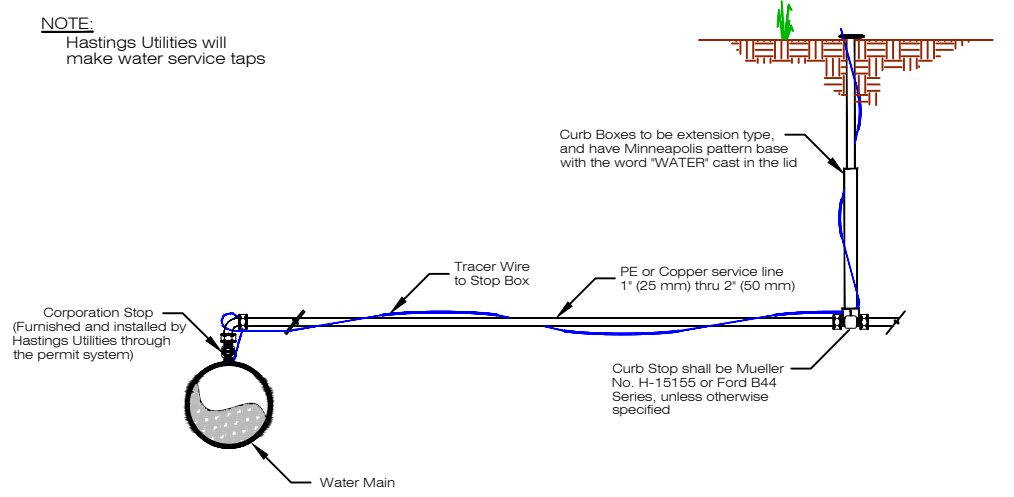 NOTE:
Hastings Utilities will
make water service taps
Curb Boxes to be extension type,
and have Minneapolis pattern base
with the word "WATER" cast in the lid
Tracer Wire
to Stop Box
PE or Copper service line
1" (25 mm) thru 2" (50 mm)
Corporation Stop
(Furnished and installed by
Hastings Utilities through
the permit system)
Curb Stop shall be Mueller
No. H-15155 or Ford B44
Series, unless otherwise
specified
Water Main